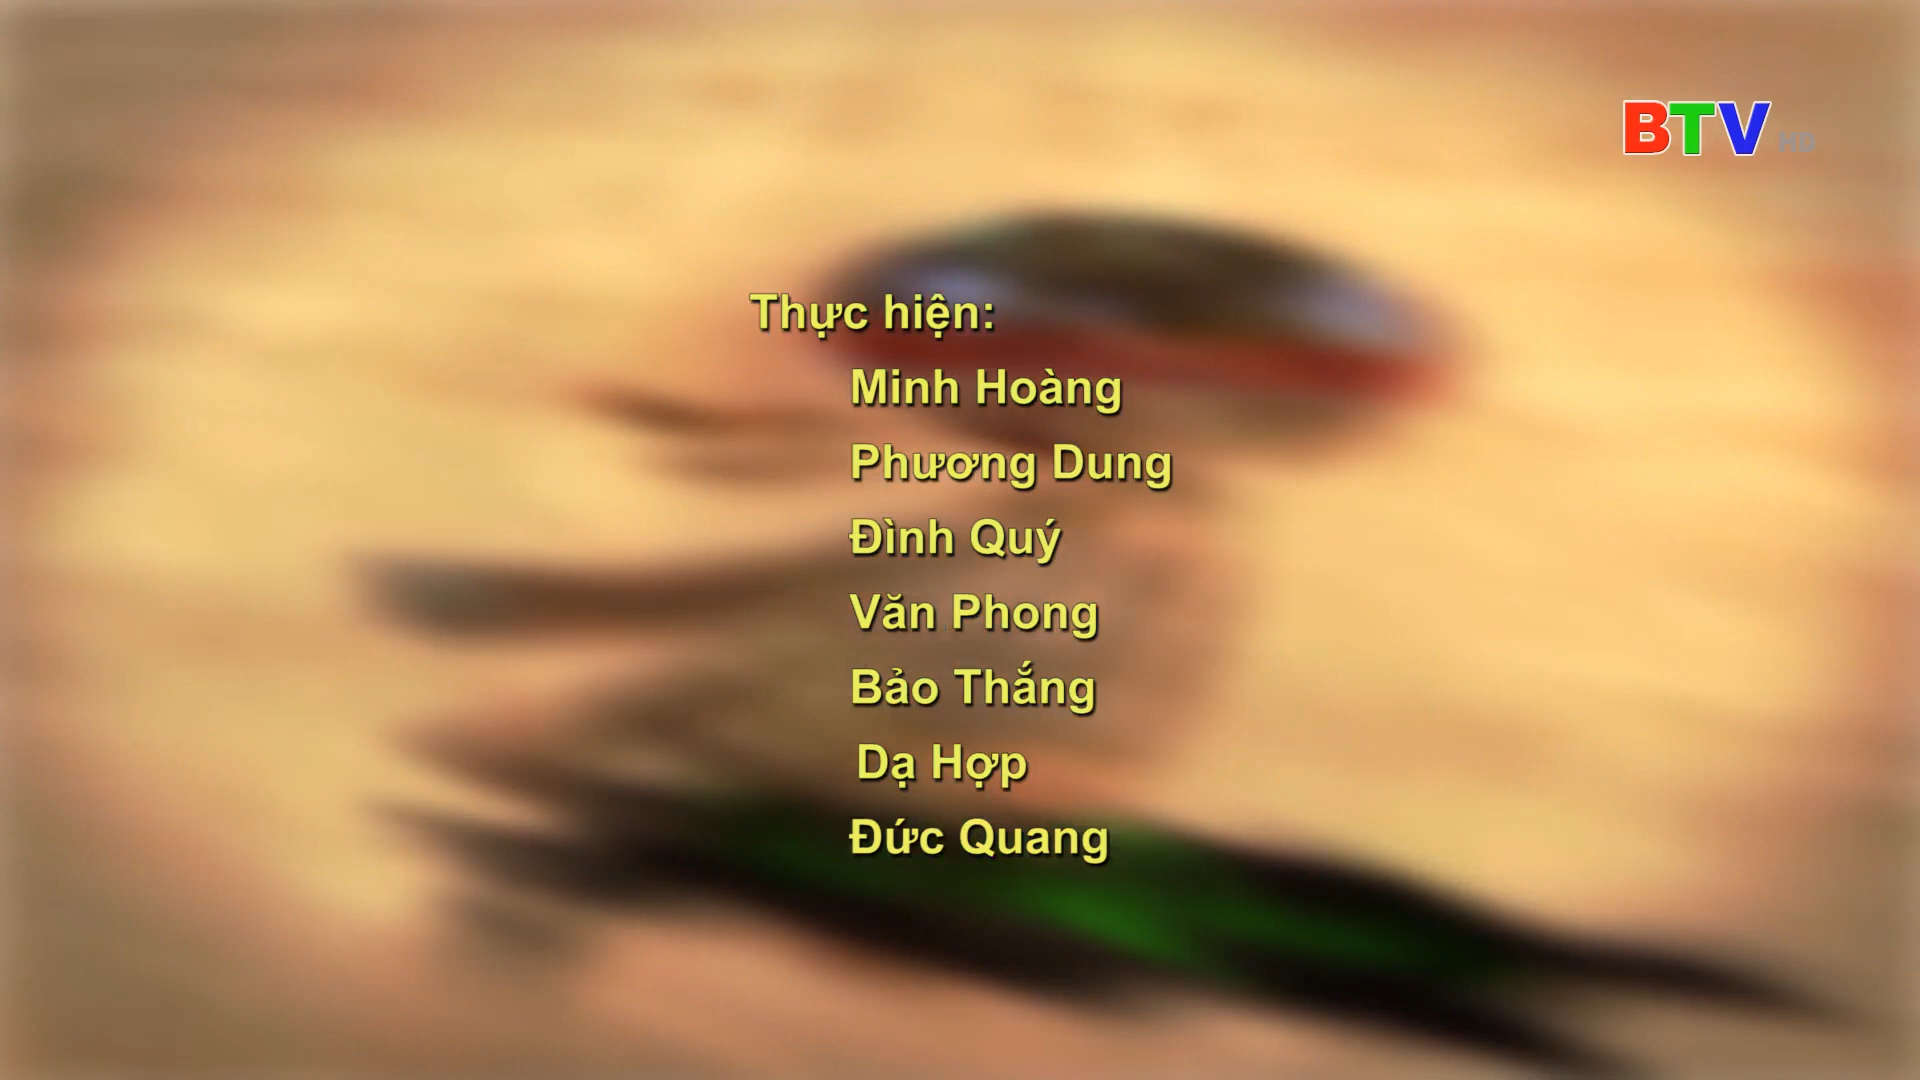 BTV HD
Thực hiện:
Minh Hoàng
Phương Dung
Đình Quý
Văn Phong
Bảo Thắng
Dạ Hợp
Đức Quang